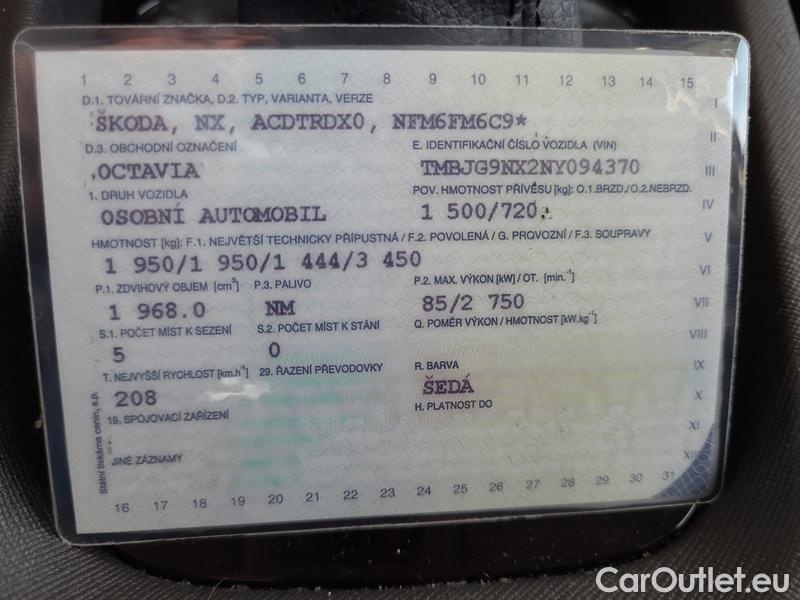 1 2 3 4 5 6 7 8 9 10 11 12 13 14 15
D.1. TOVÁRNÍ ZNAČKA, D.2. TYP, VARIANTA, VERZE I
ŠKODA, NX, ACDTRDX0, NFM6FM6C9*
D.3. OBCHODNÍ OZNAČENÍ E. IDENTIFIKAČNÍ ČÍSLO VOZIDLA (VIN) II
OCTAVIA TMBJG9NX2NY094370 III
1. DRUH VOZIDLA POV. HMOTNOST PŘÍVĚSU [kg]: O.1.BRZD./O.2.NEBRZD.
OSOBNÍ AUTOMOBIL 1 500/720. IV
HMOTNOST [kg]: F.1. NEJVĚTŠÍ TECHNICKY PŘÍPUSTNÁ / F.2. POVOLENÁ / G. PROVOZNÍ / F.3. SOUPRAVY V
1 950/1 950/1 444/3 450 VI
P.1. ZDVIHOVÝ OBJEM [cm³] P.3. PALIVO P.2. MAX. VÝKON [kW] / OT. [min.⁻¹]
1 968.0 NM 85/2 750 VII
S.1. POČET MÍST K SEZENÍ S.2. POČET MÍST K STÁNÍ Q. POMĚR VÝKON / HMOTNOST [kW.kg⁻¹] VIII
5 0
T. NEJVYŠŠÍ RYCHLOST [km.h⁻¹] 29. ŘAZENÍ PŘEVODOVKY R. BARVA IX
208 ŠEDÁ X
19. SPOJOVACÍ ZAŘÍZENÍ H. PLATNOST DO XI
JINÉ ZÁZNAMY XII
Státní tiskárna cenin, s.p.
16 17 18 19 20 21 22 23 24 25 26 27 28 29 30 31
CarOutlet.eu